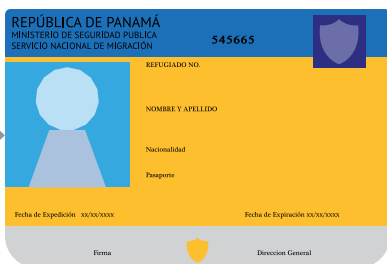 REPÚBLICA DE PANAMÁ
MINISTERIO DE SEGURIDAD PUBLICA
SERVICIO NACIONAL DE MIGRACIÓN
545665
REFUGIADO NO.
NOMBRE Y APELLIDO
Nacionalidad
Pasaporte
Fecha de Expedición xx/xx/xxxx
Fecha de Expiración xx/xx/xxxx
Firma
Direccion General